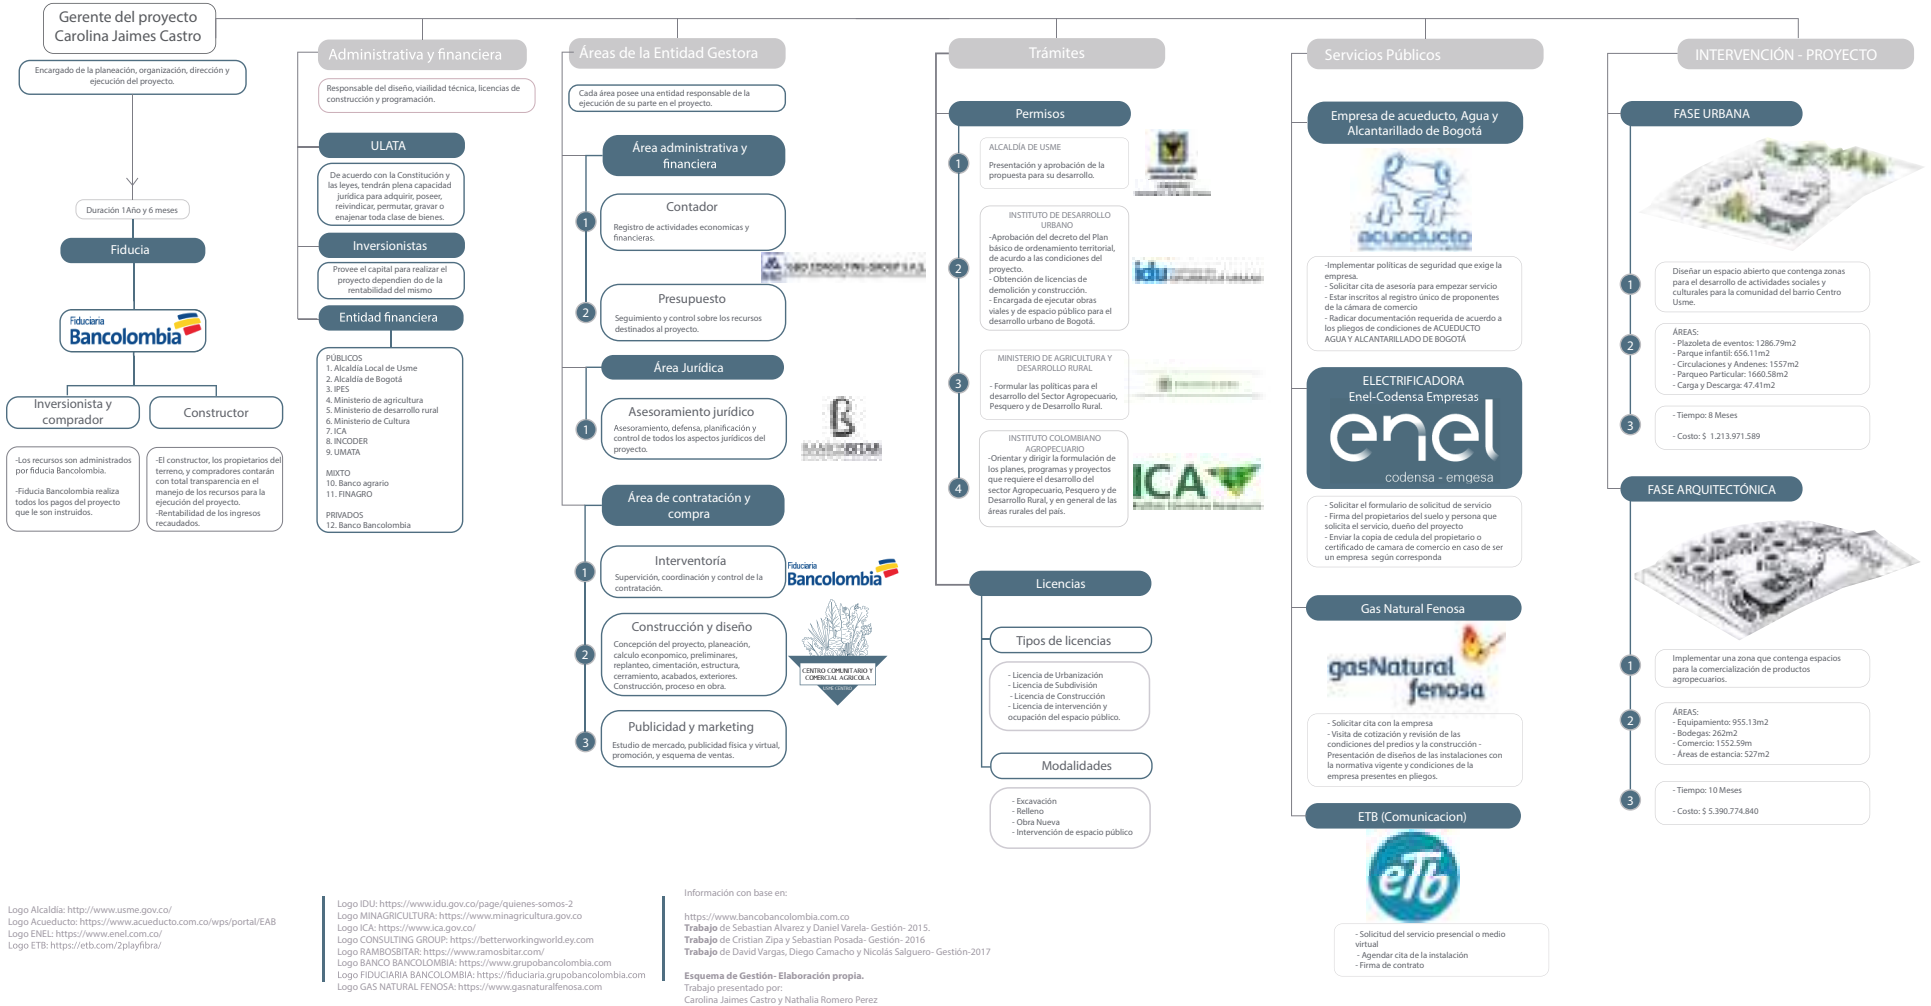 Gerente del proyecto
Carolina Jaimes Castro
Encargado de la planeación, organización, dirección y
ejecución del proyecto.
Duración 1Año y 6 meses
Fiducia
Fiduciaria
Bancolombia
Inversionista y
comprador
-Los recursos son administrados
por fiducia Bancolombia.
-Fiducia Bancolombia realiza
todos los pagos del proyecto
que le son instruidos.
Constructor
-El constructor, los propietarios del
terreno, y compradores contarán
con total transparencia en el
manejo de los recursos para la
ejecución del proyecto.
-Rentabilidad de los ingresos
recaudados.
Administrativa y financiera
Responsable del diseño, viailidad técnica, licencias de
construcción y programación.
ULATA
De acuerdo con la Constitución y
las leyes, tendrán plena capacidad
jurídica para adquirir, poseer,
reivindicar, permutar, gravar o
enajenar toda clase de bienes.
Inversionistas
Provee el capital para realizar el
proyecto dependien do de la
rentabilidad del mismo
Entidad financiera
PÚBLICOS
1. Alcaldía Local de Usme
2. Alcaldía de Bogotá
3. IPES
4. Ministerio de agricultura
5. Ministerio de desarrollo rural
6. Ministerio de Cultura
7. ICA
8. INCODER
9. UMATA
MIXTO
10. Banco agrario
11. FINAGRO
PRIVADOS
12. Banco Bancolombia
Áreas de la Entidad Gestora
Cada área posee una entidad responsable de la
ejecución de su parte en el proyecto.
Área administrativa y
financiera
1
Contador
Registro de actividades economicas y
financieras.
2
Presupuesto
Seguimiento y control sobre los recursos
destinados al proyecto.
Área Jurídica
1
Asesoramiento jurídico
Asesoramiento, defensa, planificación y
control de todos los aspectos jurídicos del
proyecto.
Área de contratación y
compra
1
Interventoría
Supervisión, coordinación y control de la
contratación.
Fiduciaria
Bancolombia
2
Construcción y diseño
Concepción del proyecto, planeación,
calculo econpomico, preliminares,
replanteo, cimentación, estructura,
cerramiento, acabados, exteriores.
Construcción, proceso en obra.
CENTRO COMUNITARIO Y
COMERCIAL AGRICOLA
USME CENTRO
3
Publicidad y marketing
Estudio de mercado, publicidad física y virtual,
promoción, y esquema de ventas.
Trámites
Permisos
1
ALCALDÍA DE USME
Presentación y aprobación de la
propuesta para su desarrollo.
2
INSTITUTO DE DESARROLLO
URBANO
-Aprobación del decreto del Plan
básico de ordenamiento territorial,
de acurdo a las condiciones del
proyecto.
- Obtención de licencias de
demolición y construcción.
- Encargada de ejecutar obras
viales y de espacio público para el
desarrollo urbano de Bogotá.
idu
3
MINISTERIO DE AGRICULTURA Y
DESARROLLO RURAL
- Formular las políticas para el
desarrollo del Sector Agropecuario,
Pesquero y de Desarrollo Rural.
4
INSTITUTO COLOMBIANO
AGROPECUARIO
-Orientar y dirigir la formulación de
los planes, programas y proyectos
que requiere el desarrollo del
sector Agropecuario, Pesquero y de
Desarrollo Rural, y en general de las
áreas rurales del país.
ICA
Licencias
Tipos de licencias
- Licencia de Urbanización
- Licencia de Subdivisión
- Licencia de Construcción
- Licencia de intervención y
ocupación del espacio público.
Modalidades
- Excavación
- Relleno
- Obra Nueva
- Intervención de espacio público
Servicios Públicos
Empresa de acueducto, Agua y
Alcantarillado de Bogotá
acueducto
-Implementar políticas de seguridad que exige la
empresa.
- Solicitar cita de asesoría para empezar servicio
- Estar inscritos al registro único de proponentes
de la cámara de comercio
- Radicar documentación requerida de acuerdo a
los pliegos de condiciones de ACUEDUCTO
AGUA Y ALCANTARILLADO DE BOGOTÁ
ELECTRIFICADORA
Enel-Codensa Empresas
enel
codensa - emgesa
- Solicitar el formulario de solicitud de servicio
- Firma del propietarios del suelo y persona que
solicita el servicio, dueño del proyecto
- Enviar la copia de cedula del propietario o
certificado de camara de comercio en caso de ser
un empresa según corresponda
Gas Natural Fenosa
gasNatural
fenosa
- Solicitar cita con la empresa
- Visita de cotización y revisión de las
condiciones del predios y la construcción -
Presentación de diseños de las instalaciones con
la normativa vigente y condiciones de la
empresa presentes en pliegos.
ETB (Comunicacion)
eTb
- Solicitud del servicio presencial o medio
virtual
- Agendar cita de la instalación
- Firma de contrato
INTERVENCIÓN - PROYECTO
FASE URBANA
1
Diseñar un espacio abierto que contenga zonas
para el desarrollo de actividades sociales y
culturales para la comunidad del barrio Centro
Usme.
2
ÁREAS:
- Plazoleta de eventos: 1286.79m2
- Parque infantil: 656.11m2
- Circulaciones y Andenes: 1557m2
- Parqueo Particular: 1660.58m2
- Carga y Descarga: 47.41m2
3
- Tiempo: 8 Meses
- Costo: $ 1.213.971.589
FASE ARQUITECTÓNICA
1
Implementar una zona que contenga espacios
para la comercialización de productos
agropecuarios.
2
ÁREAS:
- Equipamiento: 955.13m2
- Bodegas: 262m2
- Comercio: 1552.59m
- Áreas de estancia: 527m2
3
- Tiempo: 10 Meses
- Costo: $ 5.390.774.840
Logo Alcaldía: http://www.usme.gov.co/
Logo Acueducto: https://www.acueducto.com.co/wps/portal/EAB
Logo ENEL: https://www.enel.com.co/
Logo ETB: https://etb.com/2playfibra/
Logo IDU: https://www.idu.gov.co/page/quienes-somos-2
Logo MINAGRICULTURA: https://www.minagricultura.gov.co
Logo ICA: https://www.ica.gov.co/
Logo CONSULTING GROUP: https://betterworkingworld.ey.com
Logo RAMBOSBITAR: https://www.ramosbitar.com/
Logo BANCO BANCOLOMBIA: https://www.grupobancolombia.com
Logo FIDUCIARIA BANCOLOMBIA: https://fiduciaria.grupobancolombia.com
Logo GAS NATURAL FENOSA: https://www.gasnaturalfenosa.com
Información con base en:
https://www.bancobancolombia.com.co
Trabajo de Sebastian Alvarez y Daniel Varela- Gestión- 2015.
Trabajo de Cristian Zipa y Sebastian Posada- Gestión- 2016
Trabajo de David Vargas, Diego Camacho y Nicolás Salguero- Gestión-2017
Esquema de Gestión- Elaboración propia.
Trabajo presentado por:
Carolina Jaimes Castro y Nathalia Romero Perez